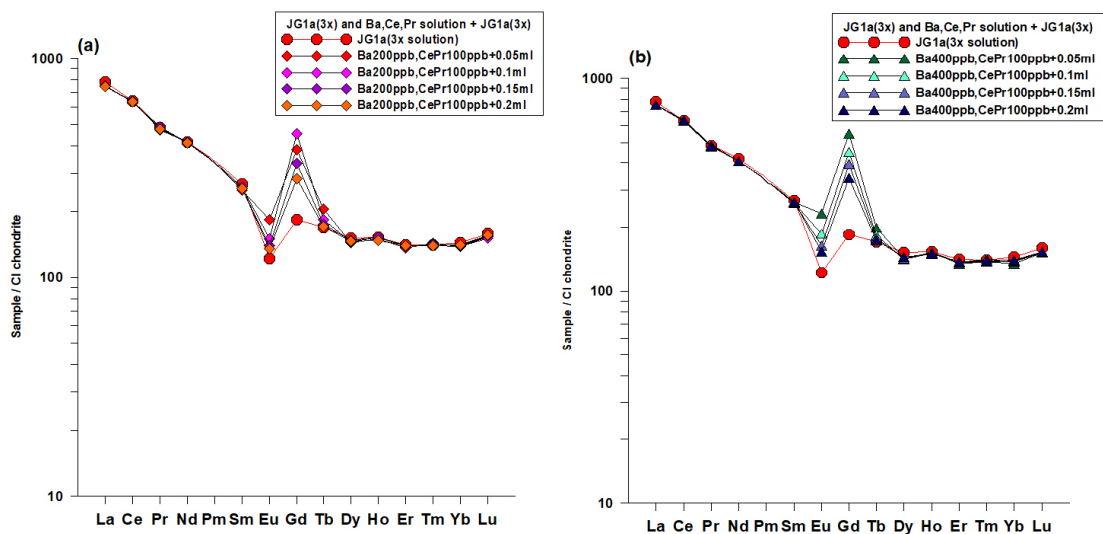 (a)
JG1a(3x) and Ba,Ce,Pr solution + JG1a(3x)
JG1a(3x solution)
Ba200ppb,CePr100ppb+0.05ml
Ba200ppb,CePr100ppb+0.1ml
Ba200ppb,CePr100ppb+0.15ml
Ba200ppb,CePr100ppb+0.2ml
1000
100
10
Sample / CI chondrite
La Ce Pr Nd Pm Sm Eu Gd Tb Dy Ho Er Tm Yb Lu
(b)
JG1a(3x) and Ba,Ce,Pr solution + JG1a(3x)
JG1a(3x solution)
Ba400ppb,CePr100ppb+0.05ml
Ba400ppb,CePr100ppb+0.1ml
Ba400ppb,CePr100ppb+0.15ml
Ba400ppb,CePr100ppb+0.2ml
1000
100
10
Sample / CI chondrite
La Ce Pr Nd Pm Sm Eu Gd Tb Dy Ho Er Tm Yb Lu